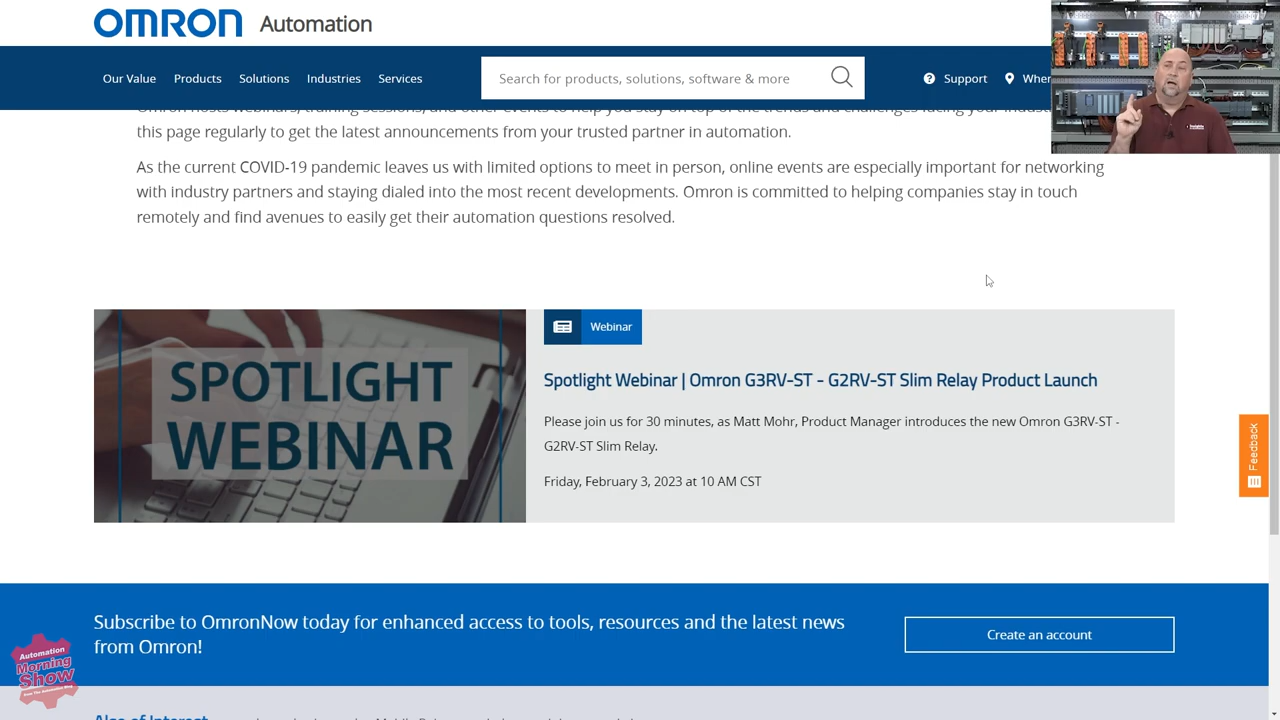 OMRON Automation
Our Value Products Solutions Industries Services Search for products, solutions, software & more Support
this page regularly to get the latest announcements from your trusted partner in automation.
As the current COVID-19 pandemic leaves us with limited options to meet in person, online events are especially important for networking
with industry partners and staying dialed into the most recent developments. Omron is committed to helping companies stay in touch
remotely and find avenues to easily get their automation questions resolved.
SPOTLIGHT
WEBINAR
Webinar
Spotlight Webinar | Omron G3RV-ST - G2RV-ST Slim Relay Product Launch
Please join us for 30 minutes, as Matt Mohr, Product Manager introduces the new Omron G3RV-ST -
G2RV-ST Slim Relay.
Friday, February 3, 2023 at 10 AM CST
Feedback
Subscribe to OmronNow today for enhanced access to tools, resources and the latest news
from Omron!
Create an account
Automation
Morning
Show
Also of Interest